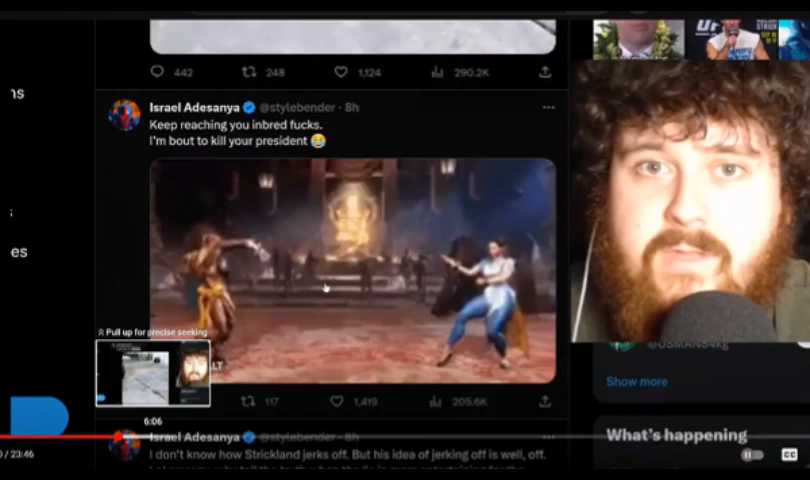 442 248 1,124 290.2K
ns
Israel Adesanya @stylebender · 8h
Keep reaching you inbred fucks.
I'm bout to kill your president 😂
es
Pull up for precise seeking
LT
Show more
117 1,419 205.6K
6:06
What's happening
Israel Adesanya @stylebender · 8h
/ 23:46
CC
I don't know how Strickland jerks off. But his idea of jerking off is well, off.